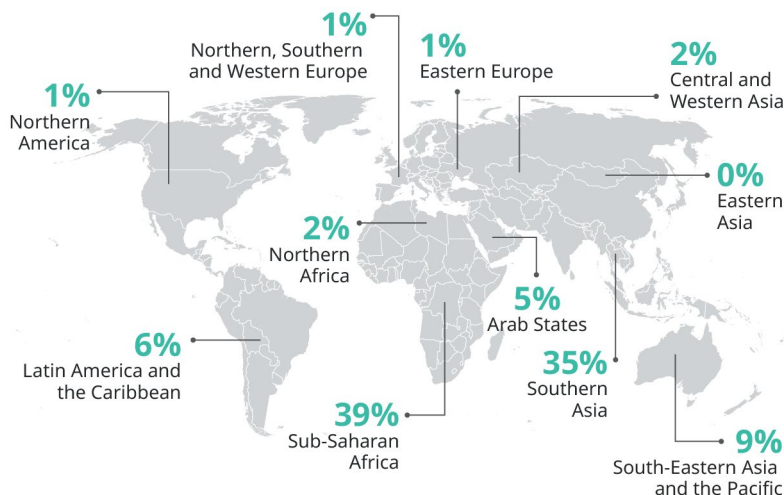 1%
Northern, Southern
and Western Europe
1%
Eastern Europe
2%
Central and
Western Asia
1%
Northern
America
0%
Eastern
Asia
2%
Northern
Africa
5%
Arab States
6%
Latin America and
the Caribbean
35%
Southern
Asia
39%
Sub-Saharan
Africa
9%
South-Eastern Asia
and the Pacific